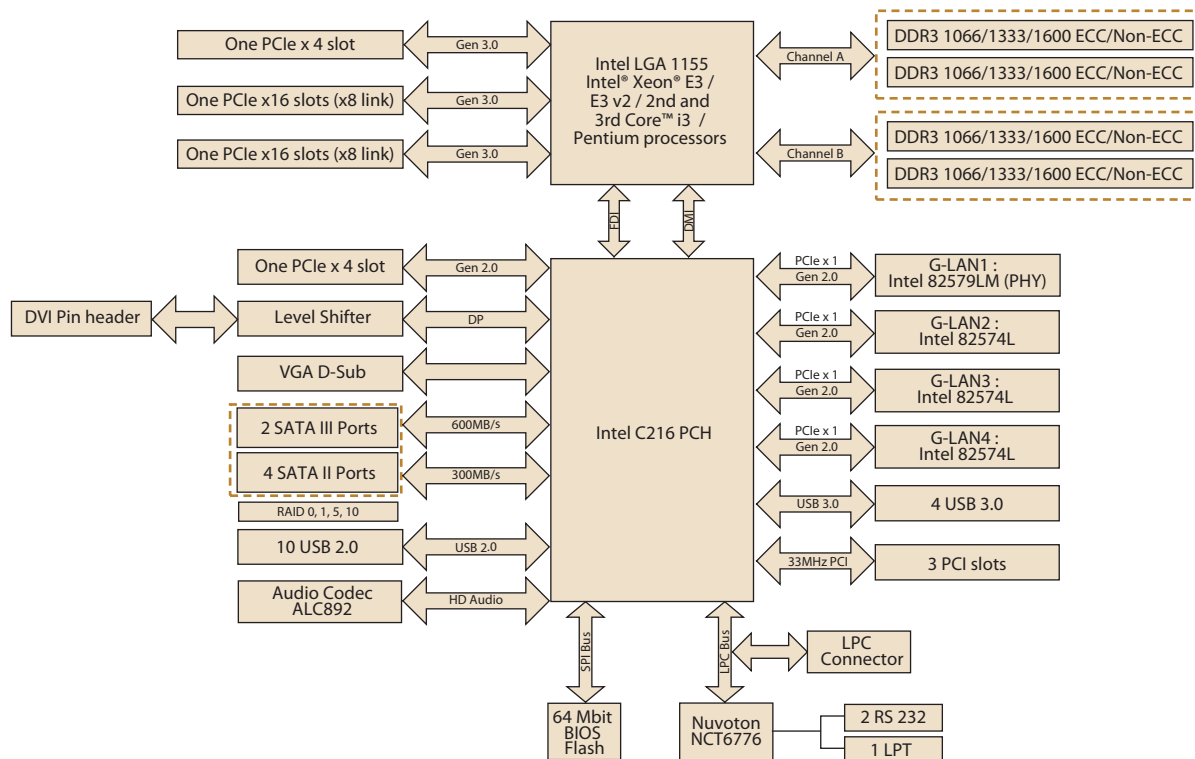 One PCIe x 4 slot
Gen 3.0
One PCIe x16 slots (x8 link)
Gen 3.0
One PCIe x16 slots (x8 link)
Gen 3.0
Intel LGA 1155
Intel® Xeon® E3 /
E3 v2 / 2nd and
3rd Core™ i3 /
Pentium processors
Channel A
DDR3 1066/1333/1600 ECC/Non-ECC
DDR3 1066/1333/1600 ECC/Non-ECC
Channel B
DDR3 1066/1333/1600 ECC/Non-ECC
DDR3 1066/1333/1600 ECC/Non-ECC
FDI
DMI
One PCIe x 4 slot
Gen 2.0
DVI Pin header
Level Shifter
DP
VGA D-Sub
2 SATA III Ports
600MB/s
4 SATA II Ports
300MB/s
RAID 0, 1, 5, 10
10 USB 2.0
USB 2.0
Audio Codec
ALC892
HD Audio
Intel C216 PCH
PCIe x 1
Gen 2.0
G-LAN1 :
Intel 82579LM (PHY)
PCIe x 1
Gen 2.0
G-LAN2 :
Intel 82574L
PCIe x 1
Gen 2.0
G-LAN3 :
Intel 82574L
PCIe x 1
Gen 2.0
G-LAN4 :
Intel 82574L
USB 3.0
4 USB 3.0
33MHz PCI
3 PCI slots
SPI Bus
LPC Bus
LPC
Connector
64 Mbit
BIOS
Flash
Nuvoton
NCT6776
2 RS 232
1 LPT